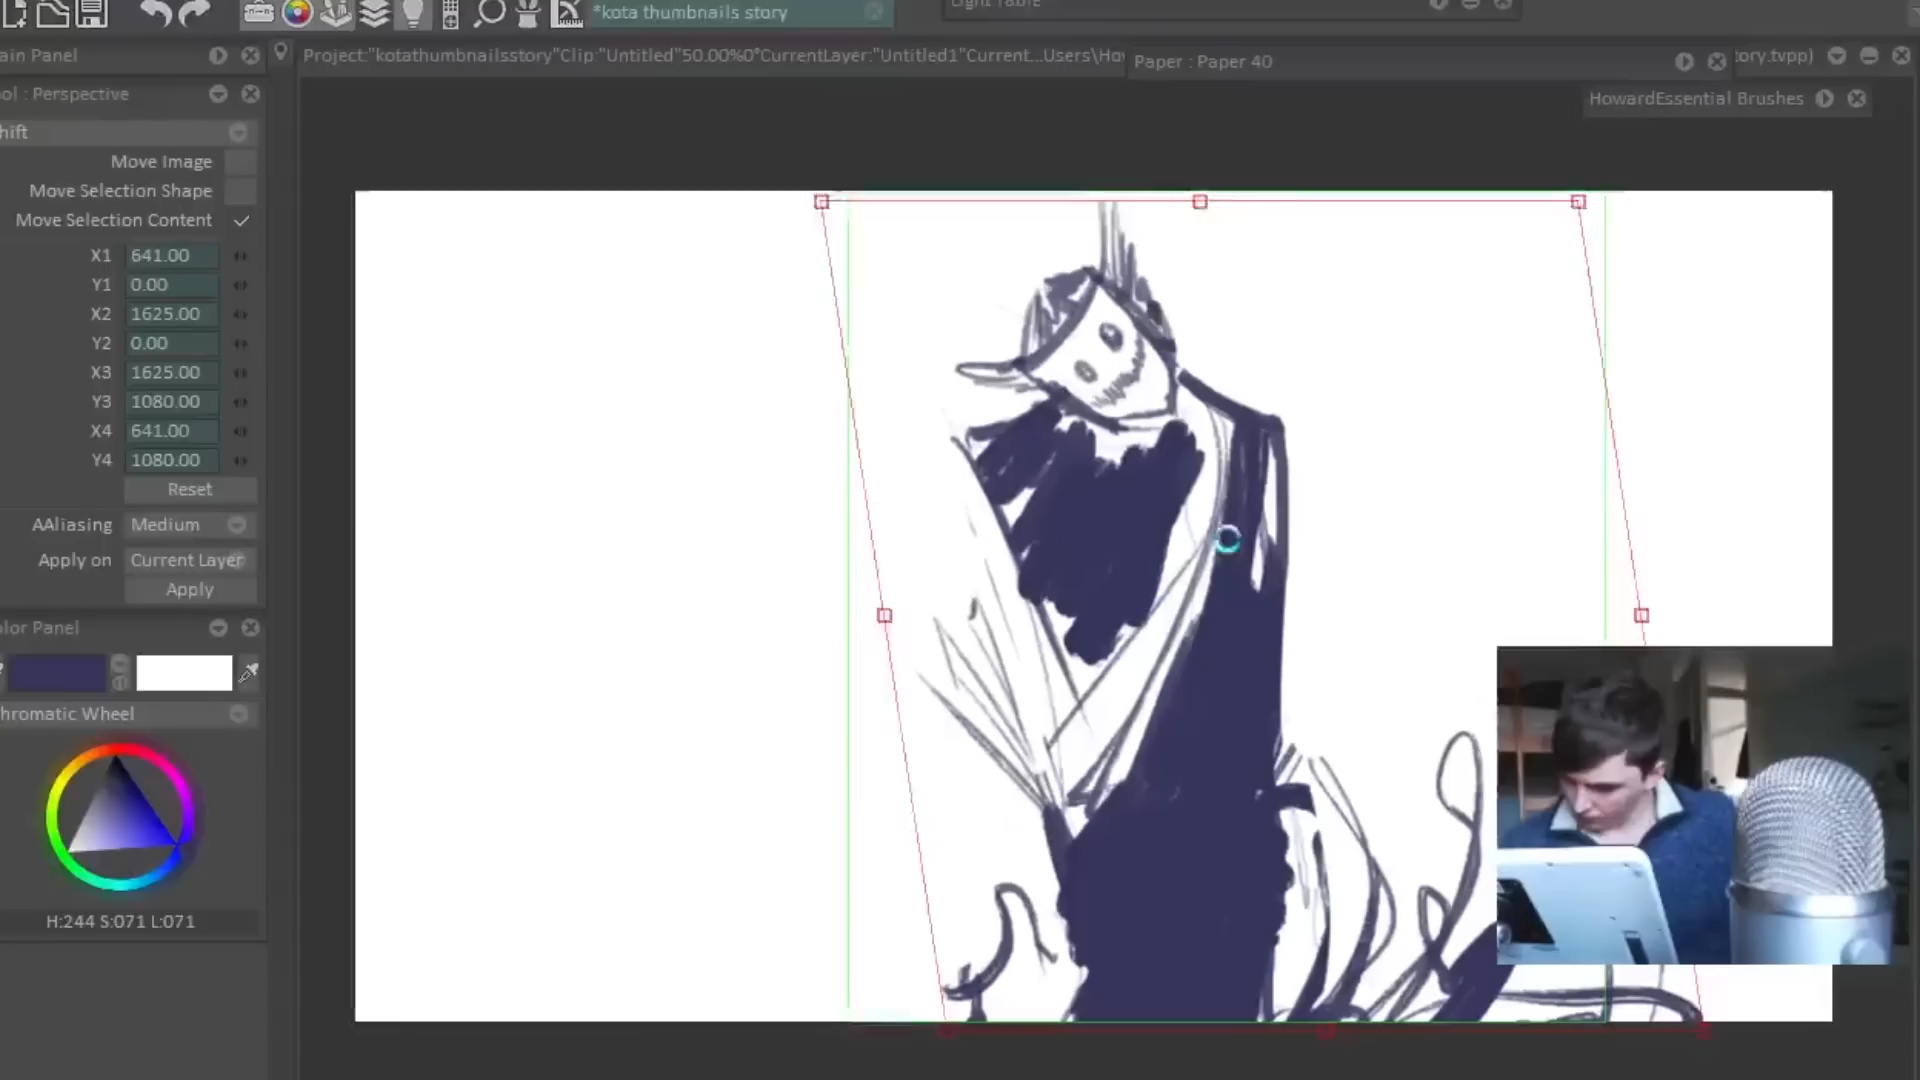 *kota thumbnails story
Light Table
ain Panel
Project:"kotathumbnailsstory"Clip:"Untitled"50.00%0°CurrentLayer:"Untitled1"Current...Users\Ho
Paper : Paper 40
ory.tvpp)
ol : Perspective
HowardEssential Brushes
hift
Move Image
Move Selection Shape
Move Selection Content
X1 641.00
Y1 0.00
X2 1625.00
Y2 0.00
X3 1625.00
Y3 1080.00
X4 641.00
Y4 1080.00
Reset
AAliasing Medium
Apply on Current Layer
Apply
olor Panel
hromatic Wheel
H:244 S:071 L:071